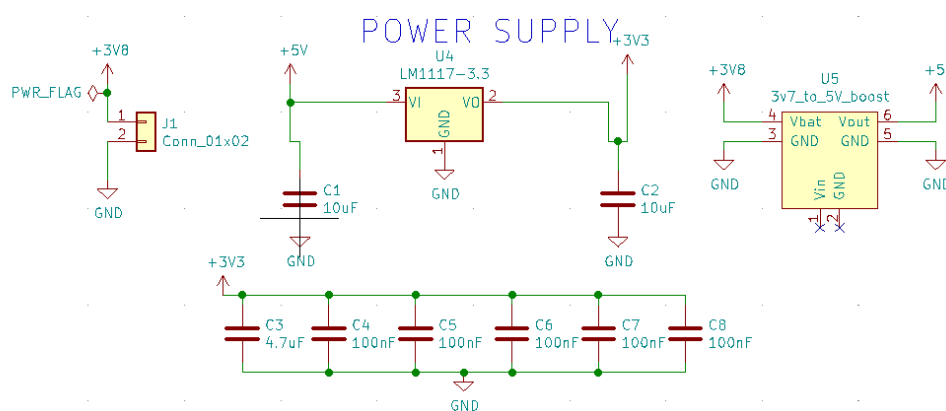 POWER SUPPLY
+3V8
PWR_FLAG
1
2
J1
Conn_01x02
GND
+5V
U4
LM1117-3.3
3
VI
VO
2
GND
1
GND
+3V3
C1
10uF
GND
C2
10uF
GND
+3V8
U5
3v7_to_5V_boost
+5
4
Vbat
Vout
6
3
GND
GND
5
Vin
GND
1
2
GND
GND
+3V3
C3
4.7uF
C4
100nF
C5
100nF
C6
100nF
C7
100nF
C8
100nF
GND